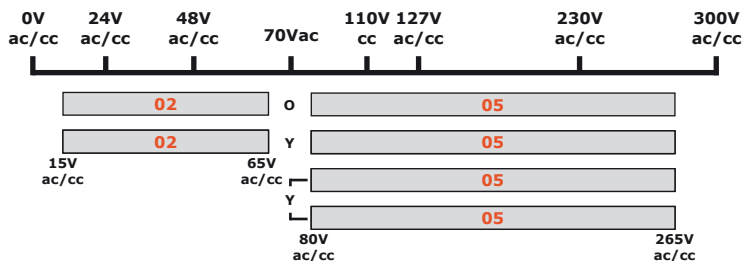 0V 24V 48V 110V 127V 230V 300V
ac/cc ac/cc ac/cc 70Vac cc ac/cc ac/cc ac/cc
02 O 05
02 Y 05
15V 65V
ac/cc ac/cc
05
Y
05
80V 265V
ac/cc ac/cc